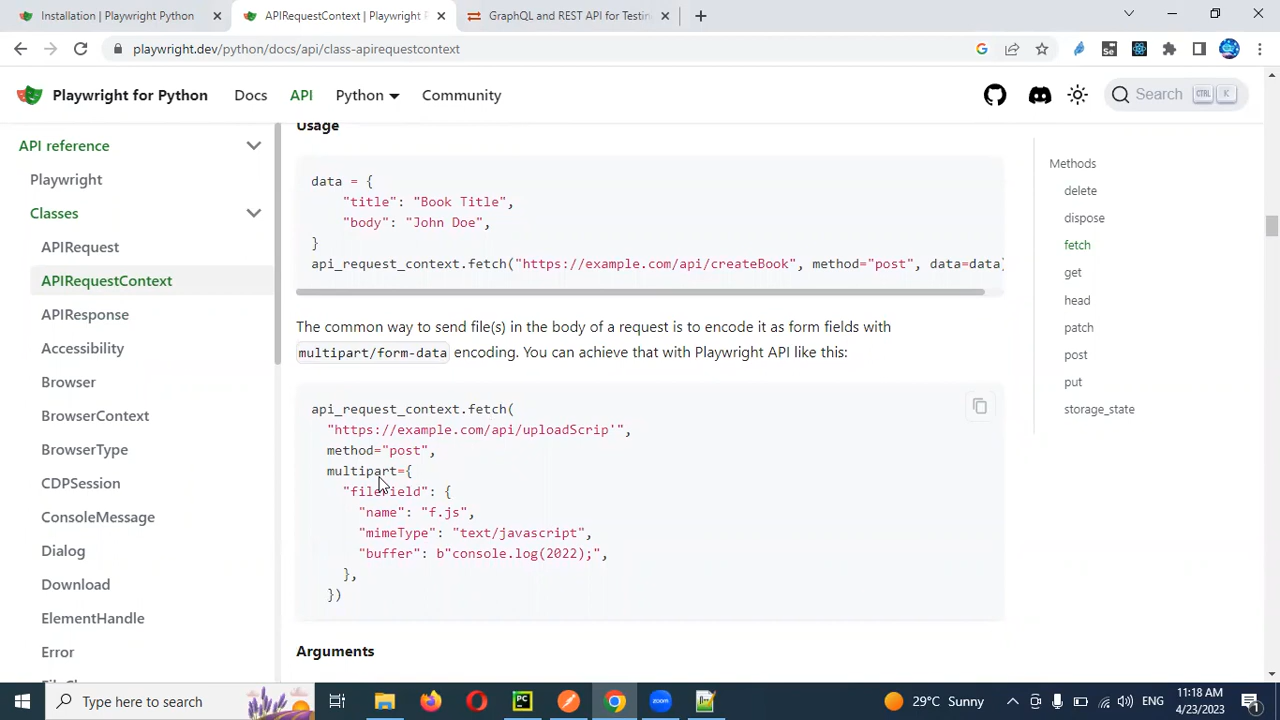 Installation | Playwright Python
APIRequestContext | Playwright
GraphQL and REST API for Testin
playwright.dev/python/docs/api/class-apirequestcontext
Playwright for Python
Docs
API
Python
Community
Search
CTRL
K
API reference
Playwright
Classes
APIRequest
APIRequestContext
APIResponse
Accessibility
Browser
BrowserContext
BrowserType
CDPSession
ConsoleMessage
Dialog
Download
ElementHandle
Error
Usage
data = {
"title": "Book Title",
"body": "John Doe",
}
api_request_context.fetch("https://example.com/api/createBook", method="post", data=data)
The common way to send file(s) in the body of a request is to encode it as form fields with
multipart/form-data encoding. You can achieve that with Playwright API like this:
api_request_context.fetch(
"https://example.com/api/uploadScrip'",
method="post",
multipart={
"fileField": {
"name": "f.js",
"mimeType": "text/javascript",
"buffer": b"console.log(2022);",
},
})
Arguments
Methods
delete
dispose
fetch
get
head
patch
post
put
storage_state
Type here to search
PC
zoom
29°C Sunny
ENG
11:18 AM
4/23/2023
1